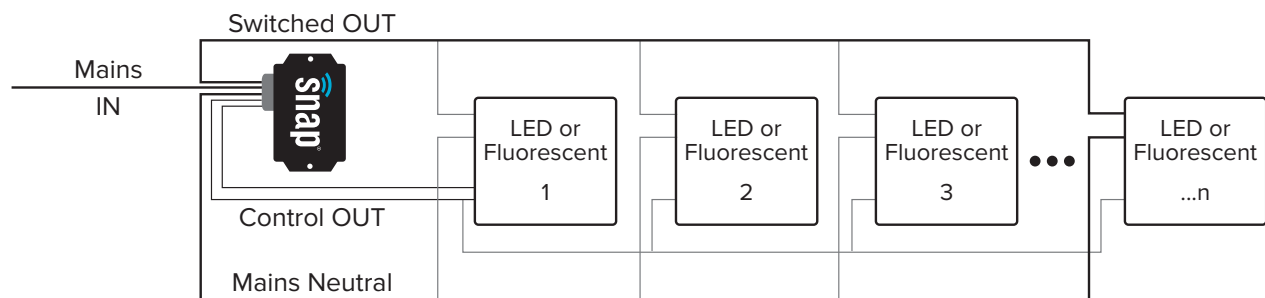 Switched OUT
Mains
IN
snap
Control OUT
Mains Neutral
LED or
Fluorescent
1
LED or
Fluorescent
2
LED or
Fluorescent
3
●●●
LED or
Fluorescent
...n